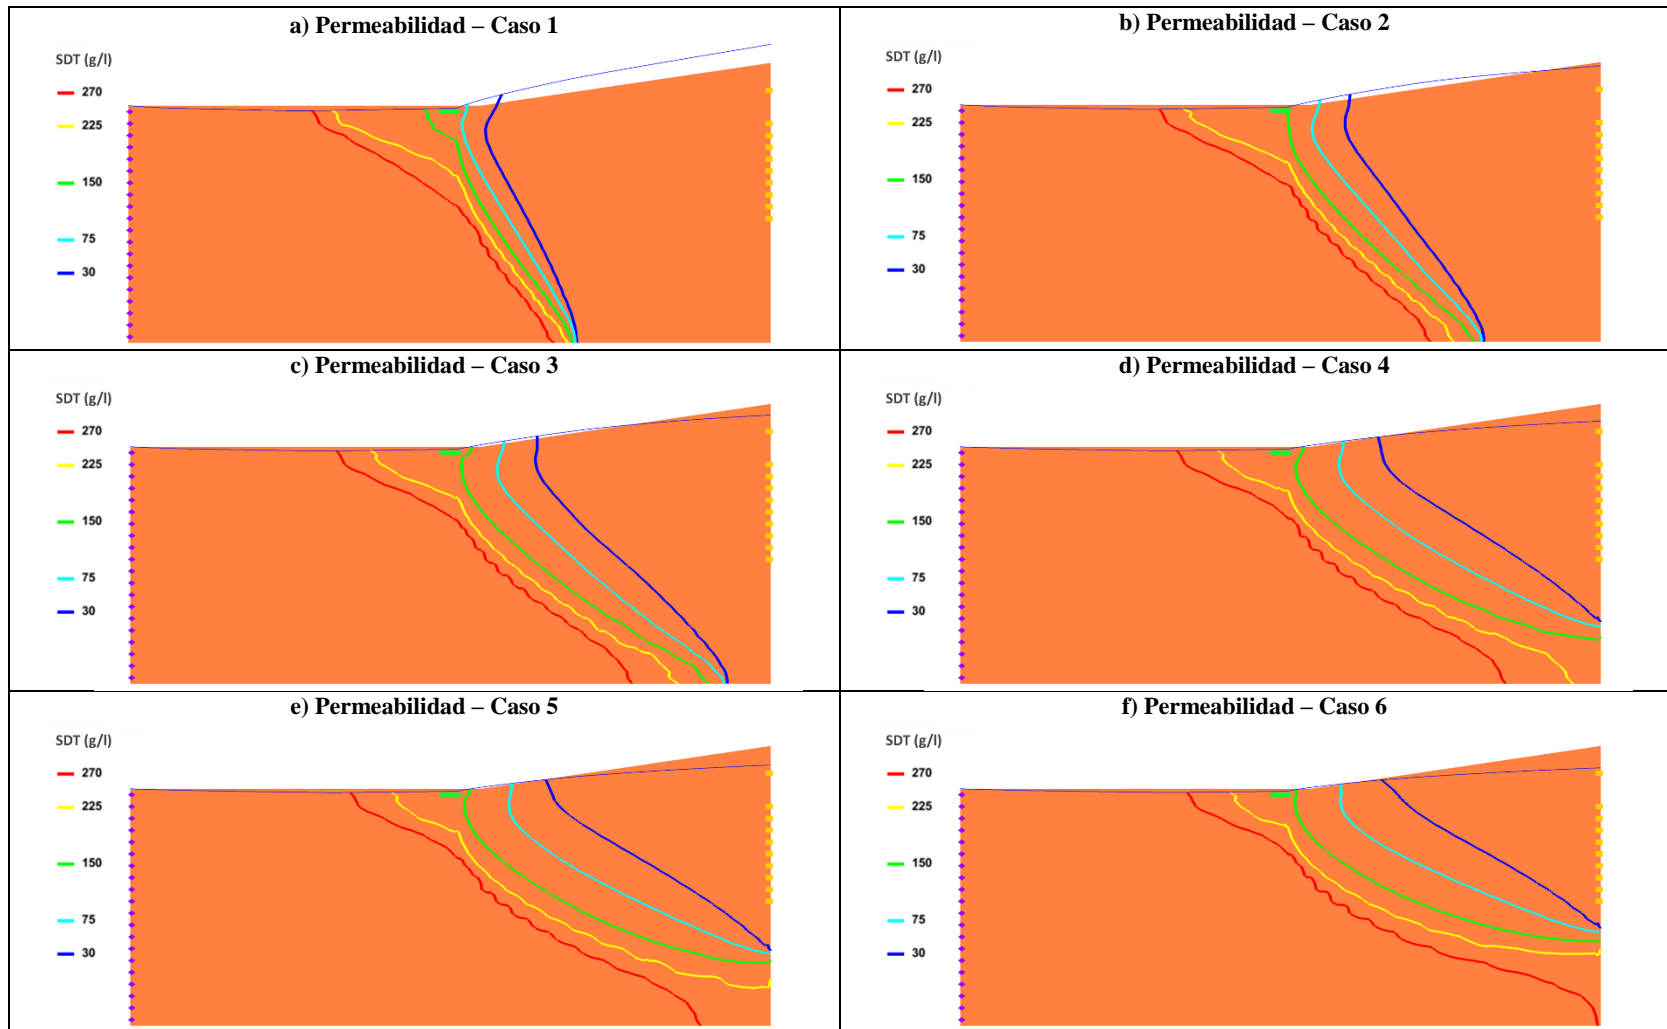 a) Permeabilidad – Caso 1
SDT (g/l)
270
225
150
75
30
b) Permeabilidad – Caso 2
SDT (g/l)
270
225
150
75
30
c) Permeabilidad – Caso 3
SDT (g/l)
270
225
150
75
30
d) Permeabilidad – Caso 4
SDT (g/l)
270
225
150
75
30
e) Permeabilidad – Caso 5
SDT (g/l)
270
225
150
75
30
f) Permeabilidad – Caso 6
SDT (g/l)
270
225
150
75
30